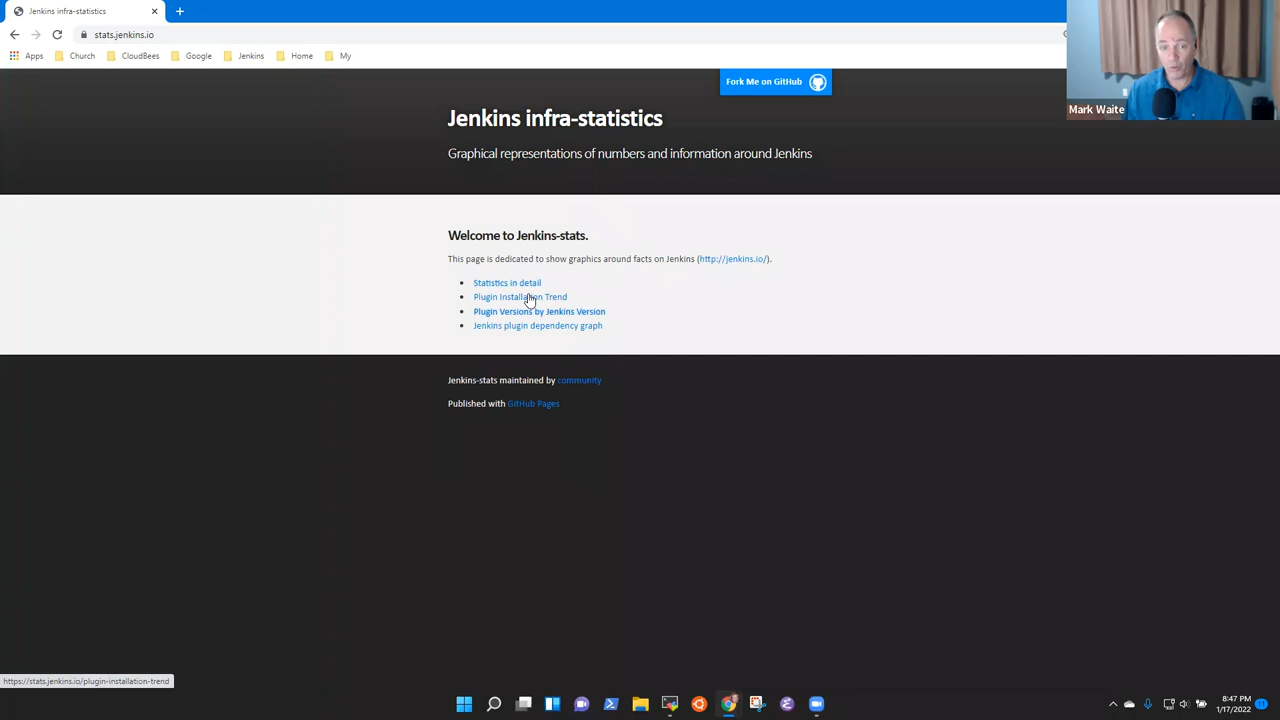 Jenkins infra-statistics
stats.jenkins.io
Apps Church CloudBees Google Jenkins Home My
Mark Waite
Fork Me on GitHub
Jenkins infra-statistics
Graphical representations of numbers and information around Jenkins
Welcome to Jenkins-stats.
This page is dedicated to show graphics around facts on Jenkins (http://jenkins.io/).
Statistics in detail
Plugin Installation Trend
Plugin Versions by Jenkins Version
Jenkins plugin dependency graph
Jenkins-stats maintained by community
Published with GitHub Pages
https://stats.jenkins.io/plugin-installation-trend
8:47 PM
1/17/2022